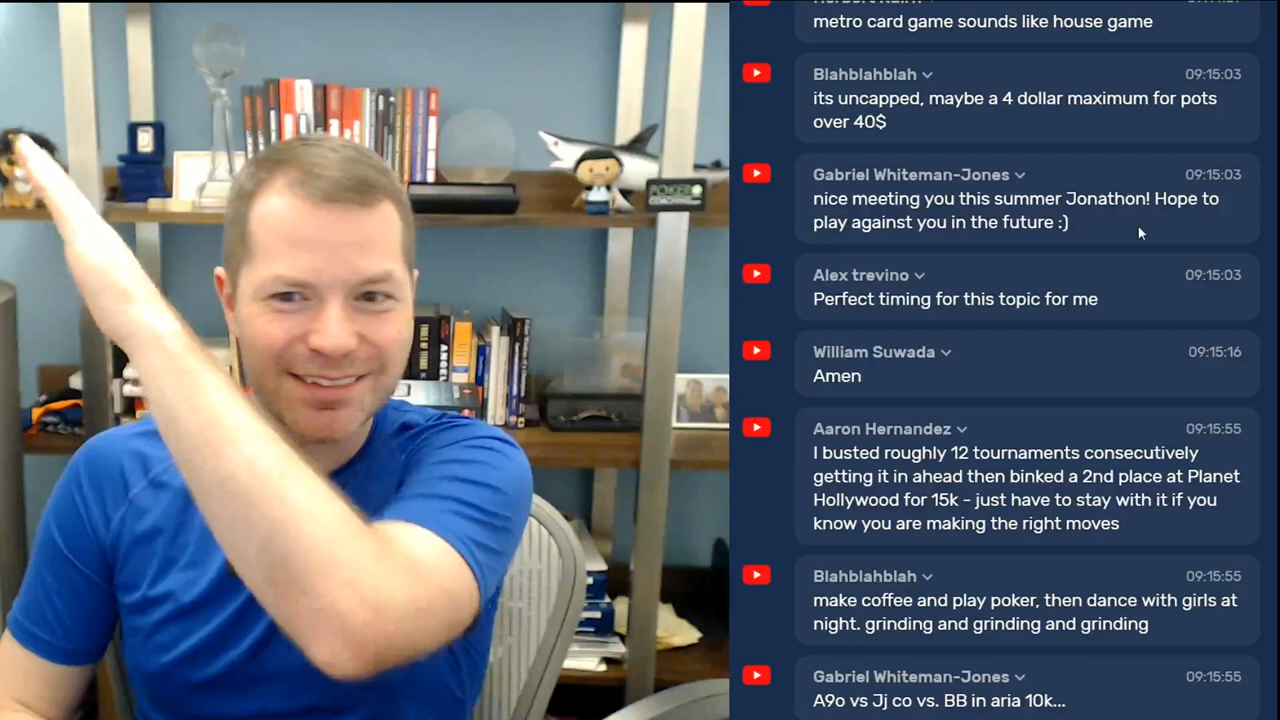 metro card game sounds like house game
Blahblahblah 09:15:03
its uncapped, maybe a 4 dollar maximum for pots
over 40$
Gabriel Whiteman-Jones 09:15:03
nice meeting you this summer Jonathon! Hope to
play against you in the future :)
Alex trevino 09:15:03
Perfect timing for this topic for me
William Suwada 09:15:16
Amen
Aaron Hernandez 09:15:55
I busted roughly 12 tournaments consecutively
getting it in ahead then binked a 2nd place at Planet
Hollywood for 15k - just have to stay with it if you
know you are making the right moves
Blahblahblah 09:15:55
make coffee and play poker, then dance with girls at
night. grinding and grinding and grinding
Gabriel Whiteman-Jones 09:15:55
A9o vs Jj co vs. BB in aria 10k...
POKER
COACHING
ANGEL